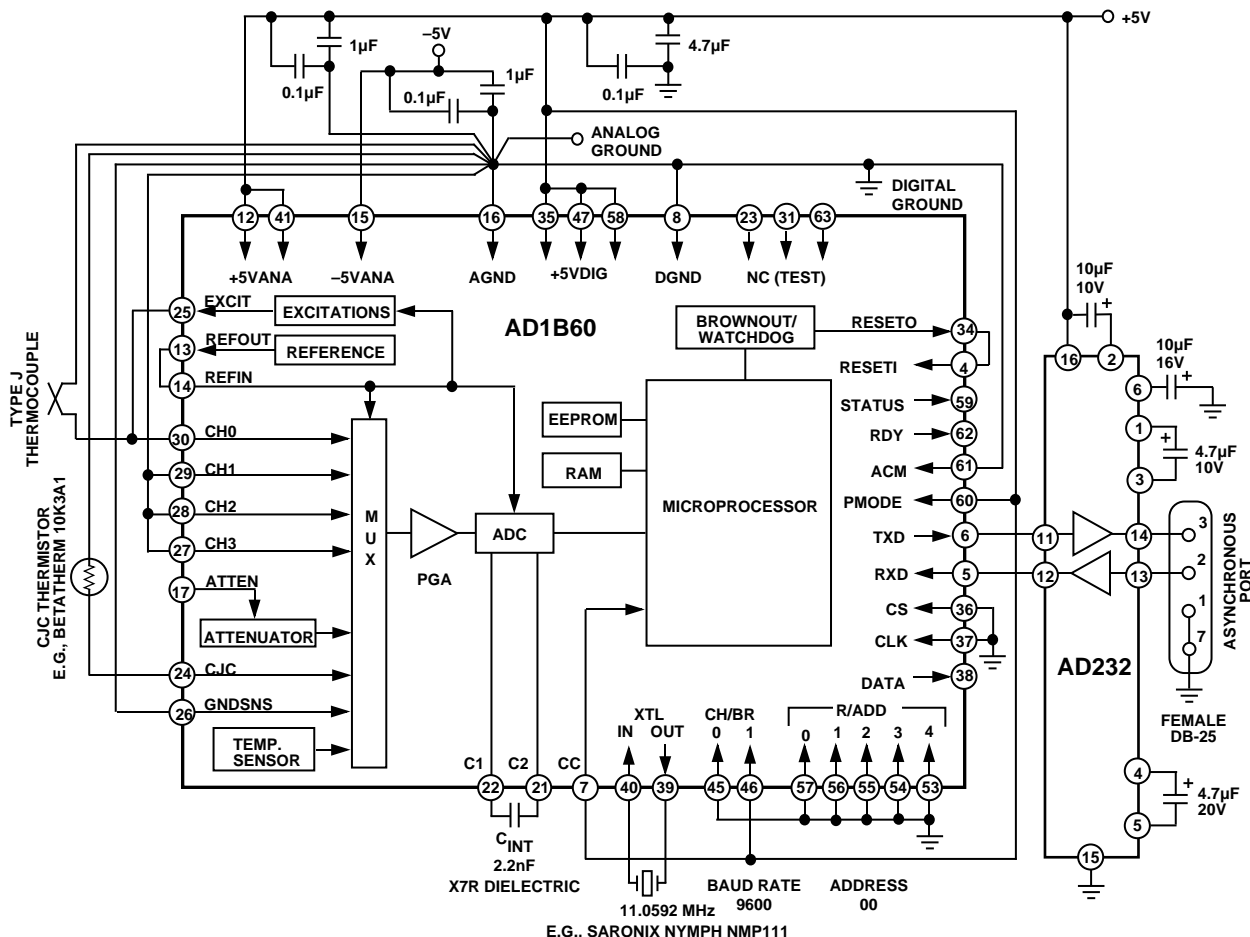 +5V
1µF
–5V
4.7µF
0.1µF
0.1µF
1µF
0.1µF
ANALOG
GROUND
DIGITAL
GROUND
12
41
15
16
35
47
58
8
23
31
63
+5VANA
–5VANA
AGND
+5VDIG
DGND
NC (TEST)
AD1B60
25
EXCIT
EXCITATIONS
13
REFOUT
REFERENCE
14
REFIN
30
CH0
29
CH1
28
CH2
27
CH3
17
ATTEN
ATTENUATOR
24
CJC
26
GNDSNS
TEMP.
SENSOR
TYPE J
THERMOCOUPLE
CJC THERMISTOR
E.G., BETATHERM 10K3A1
MUX
PGA
ADC
EEPROM
RAM
MICROPROCESSOR
BROWNOUT/
WATCHDOG
RESETO
34
RESETI
4
STATUS
59
RDY
62
ACM
61
PMODE
60
TXD
6
RXD
5
CS
36
CLK
37
DATA
38
C1
C2
CC
XTL
IN
OUT
CH/BR
0
1
R/ADD
0
1
2
3
4
22
21
7
40
39
45
46
57
56
55
54
53
CINT
2.2nF
X7R DIELECTRIC
11.0592 MHz
E.G., SARONIX NYMPH NMP111
BAUD RATE
9600
ADDRESS
00
10µF
10V
+
16
2
10µF
16V
+
6
1
+
4.7µF
10V
3
11
14
12
13
3
2
1
7
ASYNCHRONOUS
PORT
AD232
FEMALE
DB-25
4
+
4.7µF
20V
5
15